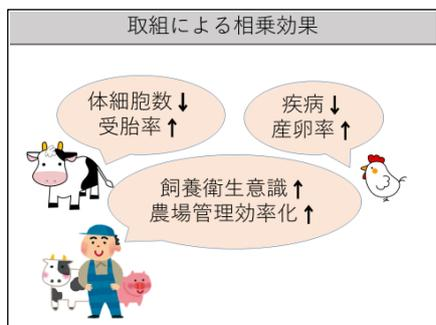 取組による相乗効果
体細胞数↓
受胎率↑
疾病↓
産卵率↑
飼養衛生意識↑
農場管理効率化↑